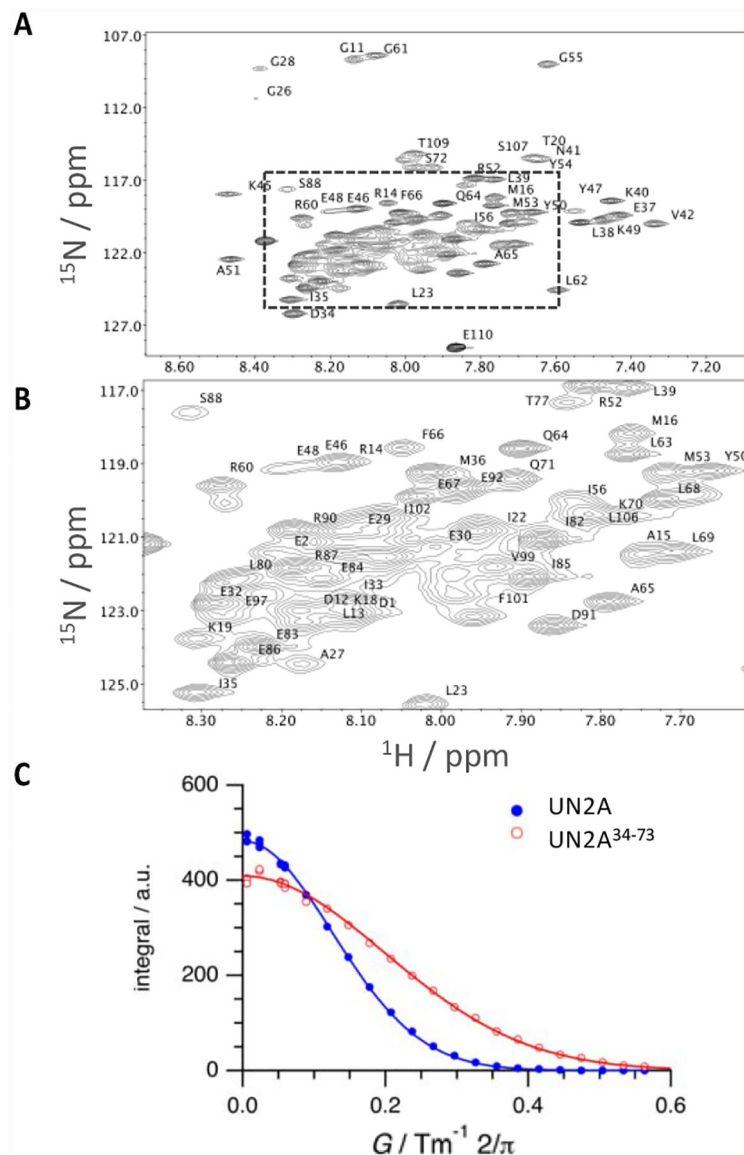 A
107.0
112.0
117.0
122.0
127.0
15N / ppm
G28
G26
G11
G61
G55
T109
S72
S107
T20
N41
Y54
R52
L39
K45
S88
E48
E46
R14
F66
Q64
M16
M53
Y50
Y47
K40
E37
V42
R60
I56
L38
K49
A65
A51
L62
I35
D34
L23
E110
8.60 8.40 8.20 8.00 7.80 7.60 7.40 7.20
B
117.0
119.0
121.0
123.0
125.0
15N / ppm
S88
T77
R52
L39
E48
E46
R14
F66
Q64
M16
L63
R60
M36
E92
Q71
M53
Y50
E67
I56
L68
K70
R90
E29
I102
I22
I82
L106
E2
E30
A15
L69
L80
R87
E84
V99
I85
E32
E97
I33
D12
K18
D1
F101
A65
K19
L13
D91
E83
E86
A27
I35
L23
8.30 8.20 8.10 8.00 7.90 7.80 7.70
1H / ppm
C
600
400
200
0
integral / a.u.
UN2A
UN2A34-73
0.0 0.2 0.4 0.6
G / Tm-1 2/π